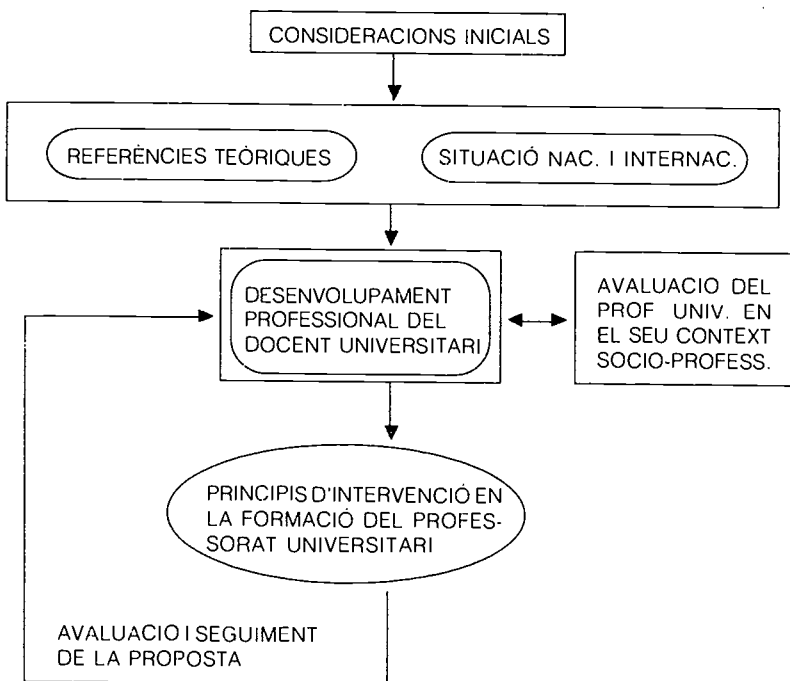 CONSIDERACIONS INICIALS
REFERÈNCIES TEÒRIQUES
SITUACIÓ NAC. I INTERNAC.
DESENVOLUPAMENT
PROFESSIONAL DEL
DOCENT UNIVERSITARI
AVALUACIO DEL
PROF UNIV. EN
EL SEU CONTEXT
SOCIO-PROFESS.
PRINCIPIS D'INTERVENCIÓ EN
LA FORMACIÓ DEL PROFES-
SORAT UNIVERSITARI
AVALUACIO I SEGUIMENT
DE LA PROPOSTA